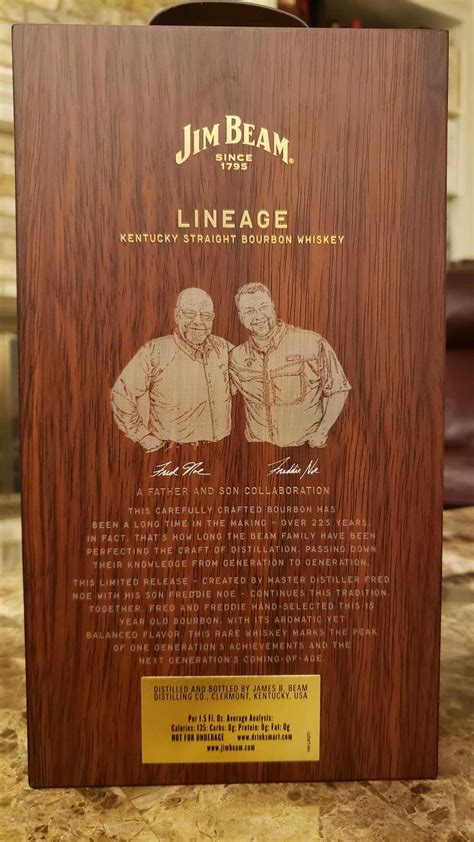 JIM BEAM®
SINCE
1795
LINEAGE
KENTUCKY STRAIGHT BOURBON WHISKEY
Fred Noe Freddie Noe
A FATHER AND SON COLLABORATION
THIS CAREFULLY CRAFTED BOURBON HAS
BEEN A LONG TIME IN THE MAKING - OVER 225 YEARS.
IN FACT, THAT'S HOW LONG THE BEAM FAMILY HAVE BEEN
PERFECTING THE CRAFT OF DISTILLATION, PASSING DOWN
THEIR KNOWLEDGE FROM GENERATION TO GENERATION.
THIS LIMITED RELEASE - CREATED BY MASTER DISTILLER FRED
NOE WITH HIS SON FREDDIE NOE - CONTINUES THIS TRADITION.
TOGETHER, FRED AND FREDDIE HAND-SELECTED THIS 15
YEAR OLD BOURBON, WITH ITS AROMATIC YET
BALANCED FLAVOR. THIS RARE WHISKEY MARKS THE PEAK
OF ONE GENERATION'S ACHIEVEMENTS AND THE
NEXT GENERATION'S COMING-OF-AGE.
DISTILLED AND BOTTLED BY JAMES B. BEAM
DISTILLING CO., CLERMONT, KENTUCKY, USA
Per 1.5 Fl. Oz. Average Analysis:
Calories: 135; Carbs: 0g; Protein: 0g; Fat: 0g
NOT FOR UNDERAGE www.drinksmart.com
www.jimbeam.com